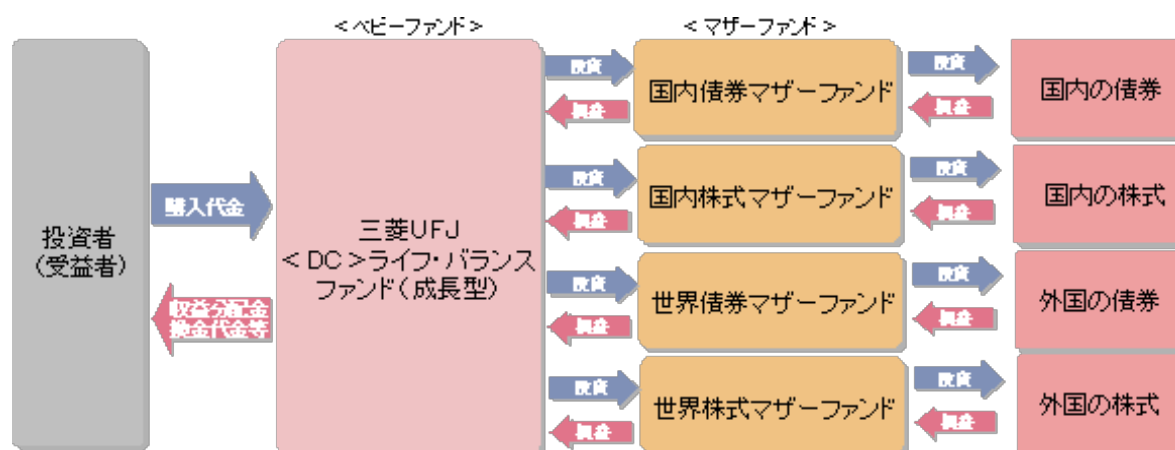 ＜ベビーファンド＞
＜マザーファンド＞
投資者
（受益者）
購入代金
収益分配金
換金代金等
三菱UFJ
＜DC＞ライフ・バランス
ファンド（成長型）
投資
損益
国内債券マザーファンド
投資
損益
国内の債券
投資
損益
国内株式マザーファンド
投資
損益
国内の株式
投資
損益
世界債券マザーファンド
投資
損益
外国の債券
投資
損益
世界株式マザーファンド
投資
損益
外国の株式